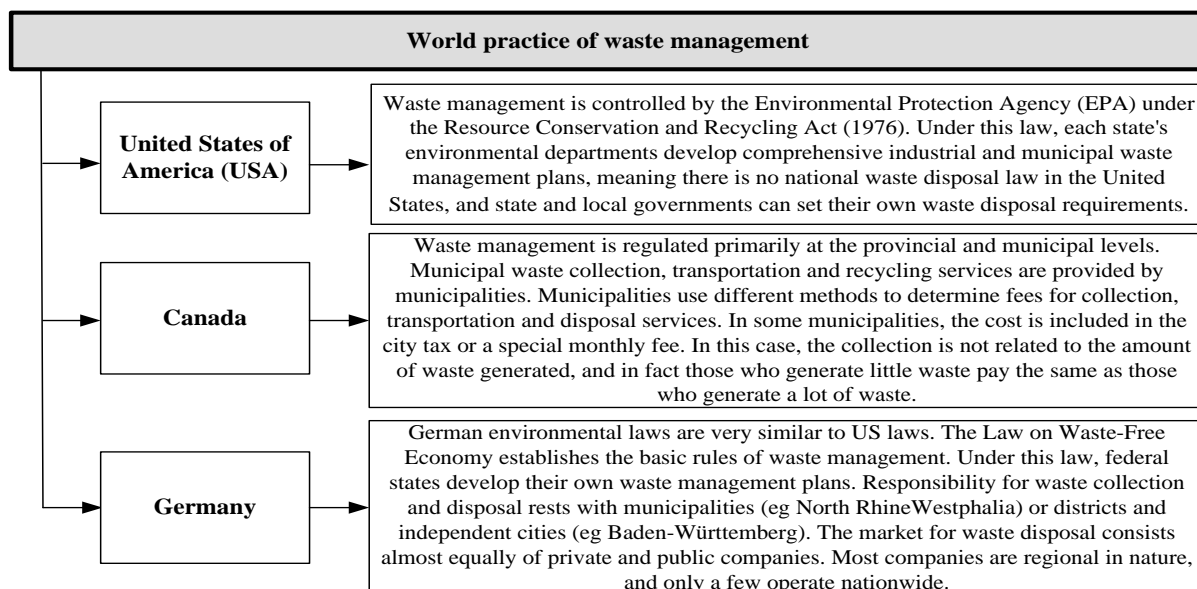 World practice of waste management
United States of
America (USA)
Waste management is controlled by the Environmental Protection Agency (EPA) under
the Resource Conservation and Recycling Act (1976). Under this law, each state's
environmental departments develop comprehensive industrial and municipal waste
management plans, meaning there is no national waste disposal law in the United
States, and state and local governments can set their own waste disposal requirements.
Canada
Waste management is regulated primarily at the provincial and municipal levels.
Municipal waste collection, transportation and recycling services are provided by
municipalities. Municipalities use different methods to determine fees for collection,
transportation and disposal services. In some municipalities, the cost is included in the
city tax or a special monthly fee. In this case, the collection is not related to the amount
of waste generated, and in fact those who generate little waste pay the same as those
who generate a lot of waste.
Germany
German environmental laws are very similar to US laws. The Law on Waste-Free
Economy establishes the basic rules of waste management. Under this law, federal
states develop their own waste management plans. Responsibility for waste collection
and disposal rests with municipalities (eg North RhineWestphalia) or districts and
independent cities (eg Baden-Württemberg). The market for waste disposal consists
almost equally of private and public companies. Most companies are regional in nature,
and only a few operate nationwide.